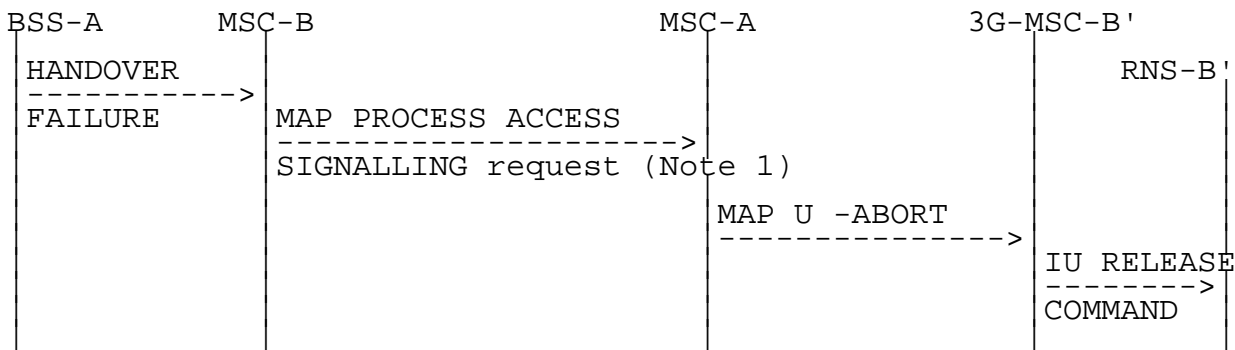 BSS-A MSC-B MSC-A 3G-MSC-B'
HANDOVER RNS-B'
----------->
FAILURE MAP PROCESS ACCESS
-------------------->
SIGNALLING request (Note 1)
MAP U -ABORT
--------------->
IU RELEASE
-------->
COMMAND